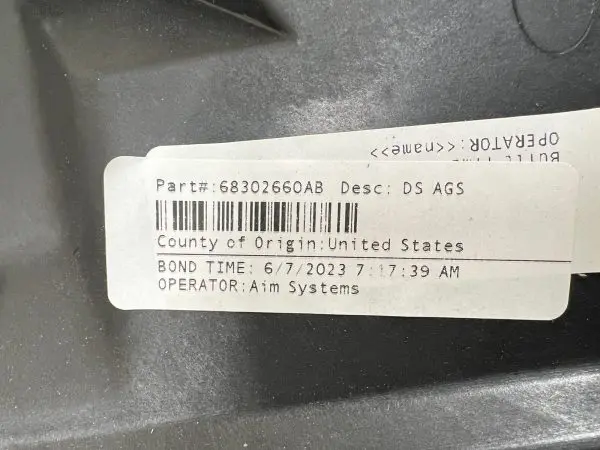 OPERATOR:<<name>>
Part#:68302660AB Desc: DS AGS
County of Origin:United States
BOND TIME: 6/7/2023 7:17:39 AM
OPERATOR:Aim Systems